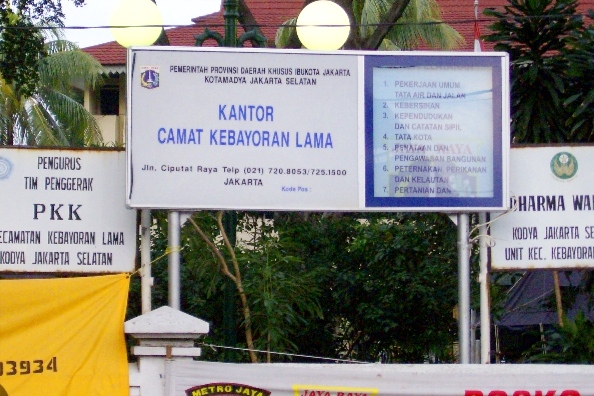 PEMERINTAH PROVINSI DAERAH KHUSUS IBUKOTA JAKARTA
KOTAMADYA JAKARTA SELATAN
KANTOR
CAMAT KEBAYORAN LAMA
Jln. Ciputat Raya Telp (021) 720.8053/725.1500
JAKARTA
Kode Pos :
1. PEKERJAAN UMUM,
TATA AIR DAN JALAN
2. KEBERSIHAN
3. KEPENDUDUKAN
DAN CATATAN SIPIL
4. TATA KOTA
5. PENATAAN DAN
PENGAWASAN BANGUNAN
6. PETERNAKAN, PERIKANAN
DAN KELAUTAN
7. PERTANIAN DAN
PENGURUS
TIM PENGGERAK
PKK
KECAMATAN KEBAYORAN LAMA
KODYA JAKARTA SELATAN
DHARMA WA
KODYA JAKARTA SE
UNIT KEC. KEBAYORA
03934
METRO JAYA
JAYA RAYA
POSKO